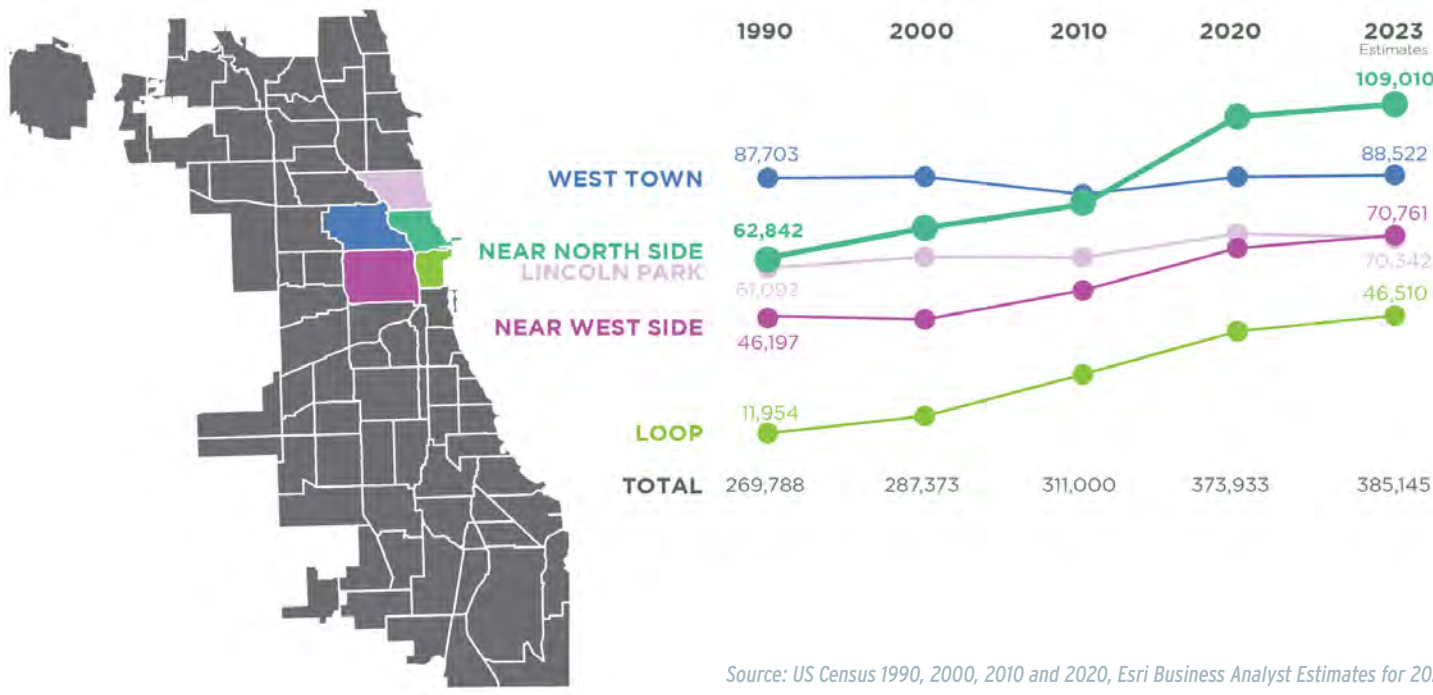 1990 2000 2010 2020 2023
Estimates
109,010
87,703 88,522
WEST TOWN
70,761
62,842
NEAR NORTH SIDE
LINCOLN PARK 70,342
61,092
46,510
NEAR WEST SIDE
46,197
11,954
LOOP
TOTAL 269,788 287,373 311,000 373,933 385,145
Source: US Census 1990, 2000, 2010 and 2020, Esri Business Analyst Estimates for